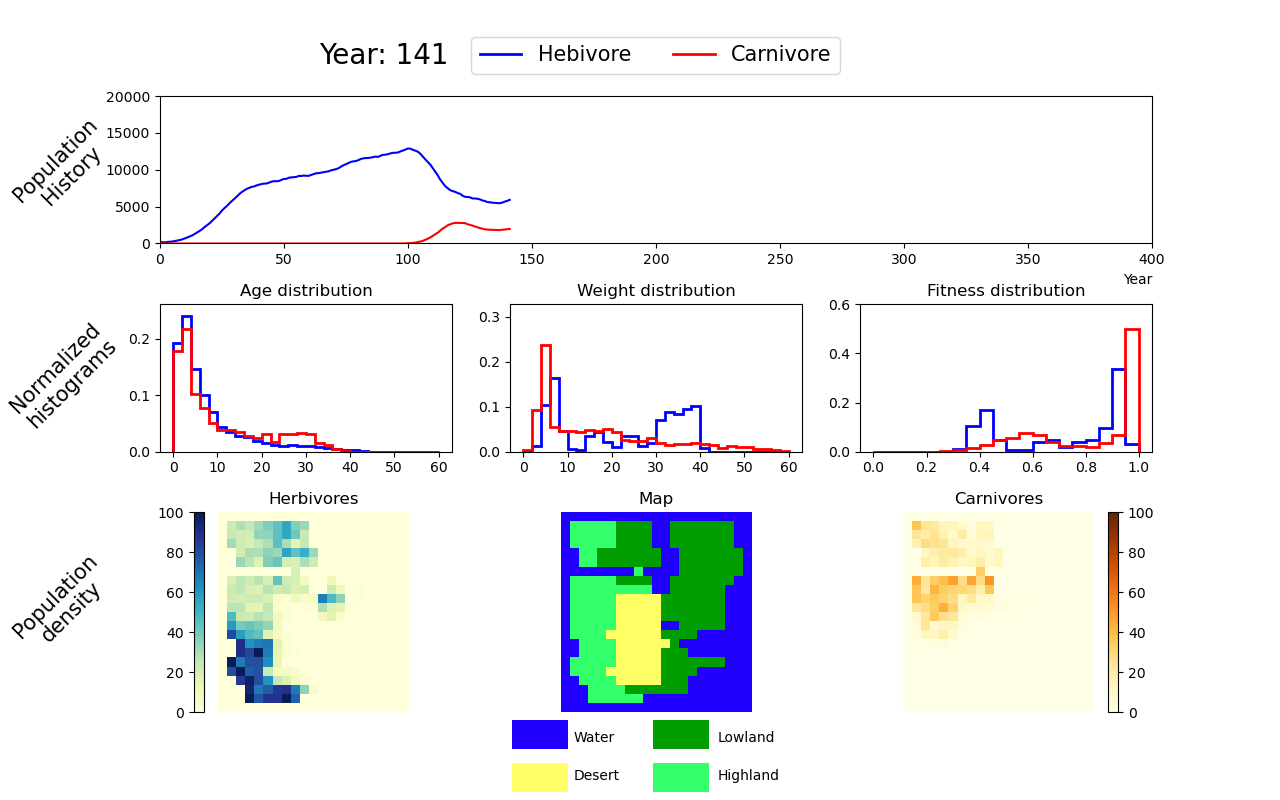 Year: 141
Hebivore
Carnivore
Population
History
20000
15000
10000
5000
0
0 50 100 150 200 250 300 350 400
Year
Normalized
histograms
Age distribution
0.2
0.1
0.0
0 10 20 30 40 50 60
Weight distribution
0.3
0.2
0.1
0.0
0 10 20 30 40 50 60
Fitness distribution
0.6
0.4
0.2
0.0
0.0 0.2 0.4 0.6 0.8 1.0
Population
density
Herbivores
100
80
60
40
20
0
Map
Carnivores
100
80
60
40
20
0
Water
Lowland
Desert
Highland